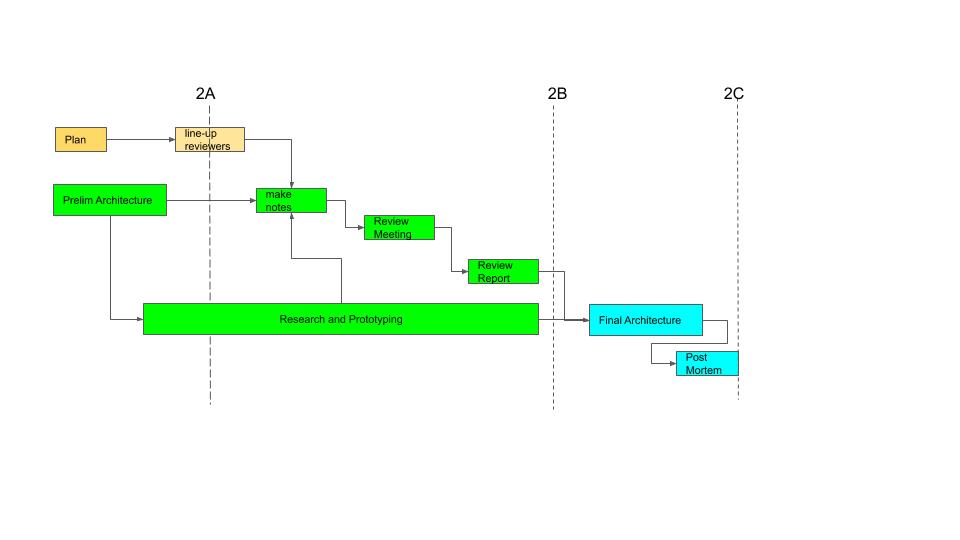 2A
2B
2C
Plan
line-up
reviewers
Prelim Architecture
make
notes
Review
Meeting
Review
Report
Research and Prototyping
Final Architecture
Post
Mortem